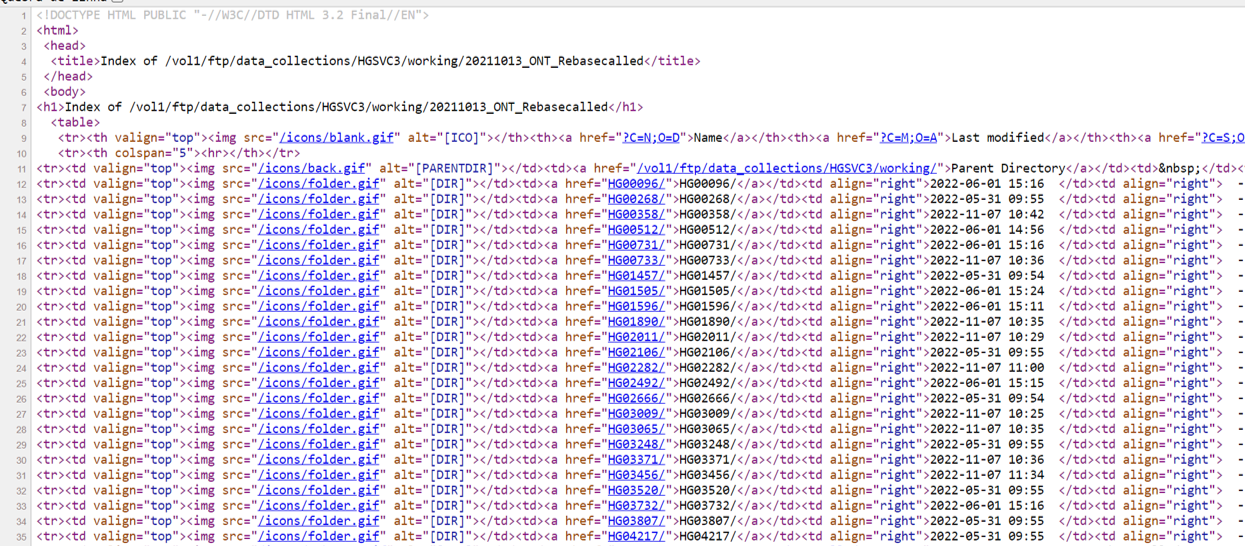 1 <!DOCTYPE HTML PUBLIC "-//W3C//DTD HTML 3.2 Final//EN">
2 <html>
3 <head>
4 <title>Index of /vol1/ftp/data_collections/HGSVC3/working/20211013_ONT_Rebasecalled</title>
5 </head>
6 <body>
7 <h1>Index of /vol1/ftp/data_collections/HGSVC3/working/20211013_ONT_Rebasecalled</h1>
8 <table>
9 <tr><th valign="top"><img src="/icons/blank.gif" alt="[ICO]"></th><th><a href="?C=N;O=D">Name</a></th><th><a href="?C=M;O=A">Last modified</a></th><th><a href="?C=S;O
10 <tr><th colspan="5"><hr></th></tr>
11 <tr><td valign="top"><img src="/icons/back.gif" alt="[PARENTDIR]"></td><td><a href="/vol1/ftp/data_collections/HGSVC3/working/">Parent Directory</a></td><td>&nbsp;</td><t
12 <tr><td valign="top"><img src="/icons/folder.gif" alt="[DIR]"></td><td><a href="HG00096/">HG00096/</a></td><td align="right">2022-06-01 15:16  </td><td align="right">  -
13 <tr><td valign="top"><img src="/icons/folder.gif" alt="[DIR]"></td><td><a href="HG00268/">HG00268/</a></td><td align="right">2022-05-31 09:55  </td><td align="right">  -
14 <tr><td valign="top"><img src="/icons/folder.gif" alt="[DIR]"></td><td><a href="HG00358/">HG00358/</a></td><td align="right">2022-11-07 10:42  </td><td align="right">  -
15 <tr><td valign="top"><img src="/icons/folder.gif" alt="[DIR]"></td><td><a href="HG00512/">HG00512/</a></td><td align="right">2022-06-01 14:56  </td><td align="right">  -
16 <tr><td valign="top"><img src="/icons/folder.gif" alt="[DIR]"></td><td><a href="HG00731/">HG00731/</a></td><td align="right">2022-06-01 15:16  </td><td align="right">  -
17 <tr><td valign="top"><img src="/icons/folder.gif" alt="[DIR]"></td><td><a href="HG00733/">HG00733/</a></td><td align="right">2022-11-07 10:36  </td><td align="right">  -
18 <tr><td valign="top"><img src="/icons/folder.gif" alt="[DIR]"></td><td><a href="HG01457/">HG01457/</a></td><td align="right">2022-05-31 09:54  </td><td align="right">  -
19 <tr><td valign="top"><img src="/icons/folder.gif" alt="[DIR]"></td><td><a href="HG01505/">HG01505/</a></td><td align="right">2022-06-01 15:24  </td><td align="right">  -
20 <tr><td valign="top"><img src="/icons/folder.gif" alt="[DIR]"></td><td><a href="HG01596/">HG01596/</a></td><td align="right">2022-06-01 15:11  </td><td align="right">  -
21 <tr><td valign="top"><img src="/icons/folder.gif" alt="[DIR]"></td><td><a href="HG01890/">HG01890/</a></td><td align="right">2022-11-07 10:35  </td><td align="right">  -
22 <tr><td valign="top"><img src="/icons/folder.gif" alt="[DIR]"></td><td><a href="HG02011/">HG02011/</a></td><td align="right">2022-11-07 10:29  </td><td align="right">  -
23 <tr><td valign="top"><img src="/icons/folder.gif" alt="[DIR]"></td><td><a href="HG02106/">HG02106/</a></td><td align="right">2022-05-31 09:55  </td><td align="right">  -
24 <tr><td valign="top"><img src="/icons/folder.gif" alt="[DIR]"></td><td><a href="HG02282/">HG02282/</a></td><td align="right">2022-11-07 11:00  </td><td align="right">  -
25 <tr><td valign="top"><img src="/icons/folder.gif" alt="[DIR]"></td><td><a href="HG02492/">HG02492/</a></td><td align="right">2022-06-01 15:15  </td><td align="right">  -
26 <tr><td valign="top"><img src="/icons/folder.gif" alt="[DIR]"></td><td><a href="HG02666/">HG02666/</a></td><td align="right">2022-05-31 09:54  </td><td align="right">  -
27 <tr><td valign="top"><img src="/icons/folder.gif" alt="[DIR]"></td><td><a href="HG03009/">HG03009/</a></td><td align="right">2022-11-07 10:25  </td><td align="right">  -
28 <tr><td valign="top"><img src="/icons/folder.gif" alt="[DIR]"></td><td><a href="HG03065/">HG03065/</a></td><td align="right">2022-11-07 10:35  </td><td align="right">  -
29 <tr><td valign="top"><img src="/icons/folder.gif" alt="[DIR]"></td><td><a href="HG03248/">HG03248/</a></td><td align="right">2022-05-31 09:55  </td><td align="right">  -
30 <tr><td valign="top"><img src="/icons/folder.gif" alt="[DIR]"></td><td><a href="HG03371/">HG03371/</a></td><td align="right">2022-11-07 10:36  </td><td align="right">  -
31 <tr><td valign="top"><img src="/icons/folder.gif" alt="[DIR]"></td><td><a href="HG03456/">HG03456/</a></td><td align="right">2022-11-07 11:34  </td><td align="right">  -
32 <tr><td valign="top"><img src="/icons/folder.gif" alt="[DIR]"></td><td><a href="HG03520/">HG03520/</a></td><td align="right">2022-05-31 09:55  </td><td align="right">  -
33 <tr><td valign="top"><img src="/icons/folder.gif" alt="[DIR]"></td><td><a href="HG03732/">HG03732/</a></td><td align="right">2022-06-01 15:16  </td><td align="right">  -
34 <tr><td valign="top"><img src="/icons/folder.gif" alt="[DIR]"></td><td><a href="HG03807/">HG03807/</a></td><td align="right">2022-05-31 09:55  </td><td align="right">  -
35 <tr><td valign="top"><img src="/icons/folder.gif" alt="[DIR]"></td><td><a href="HG04217/">HG04217/</a></td><td align="right">2022-05-31 09:55  </td><td align="right">  -